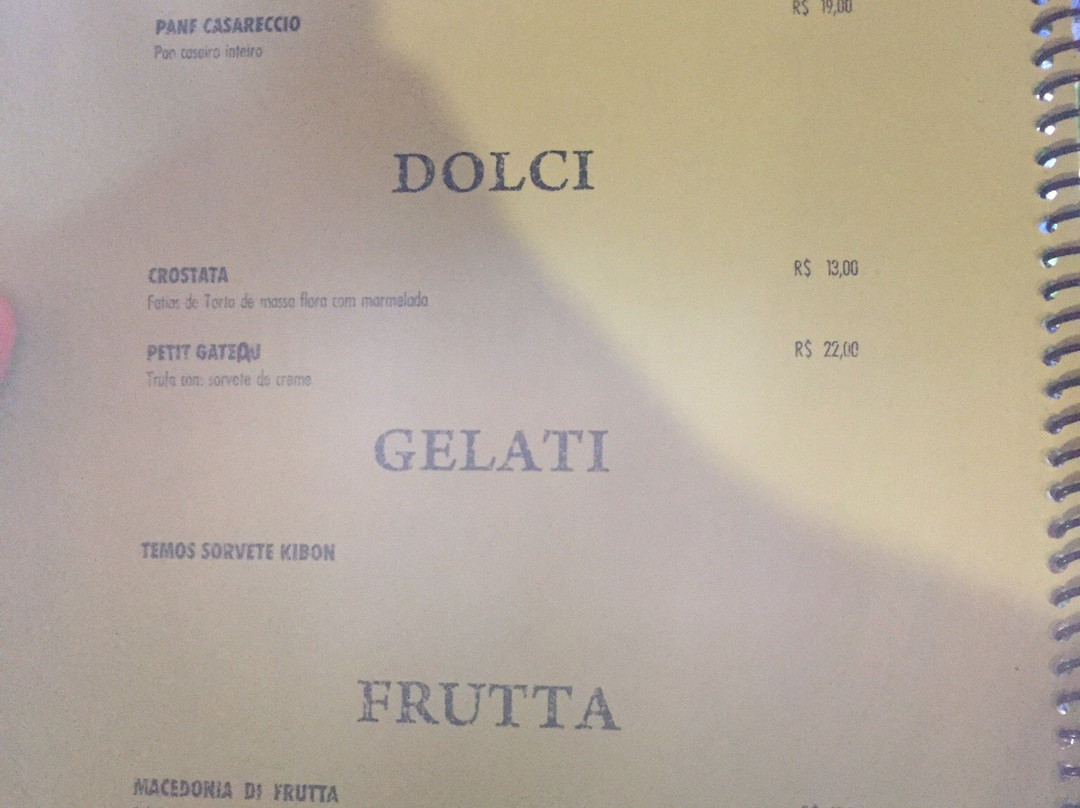 R$ 19,00
PANE CASARECCIO
Pao caseiro inteiro
DOLCI
CROSTATA R$ 13,00
Fatias de Torta de massa flora com marmelada
PETIT GATEAU R$ 22,00
Trufa com sorvete de creme
GELATI
TEMOS SORVETE KIBON
FRUTTA
MACEDONIA DI FRUTTA